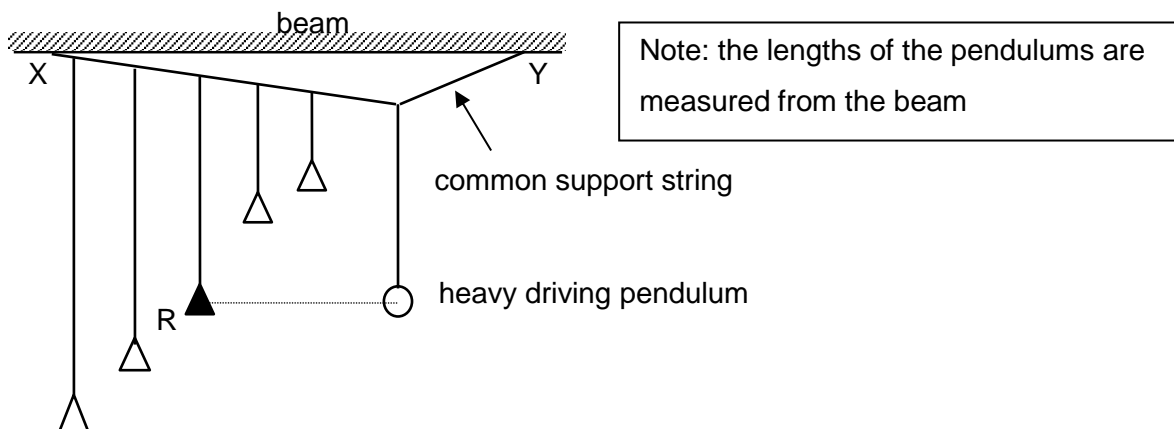 beam
X
Y
Note: the lengths of the pendulums are
measured from the beam
common support string
heavy driving pendulum
R